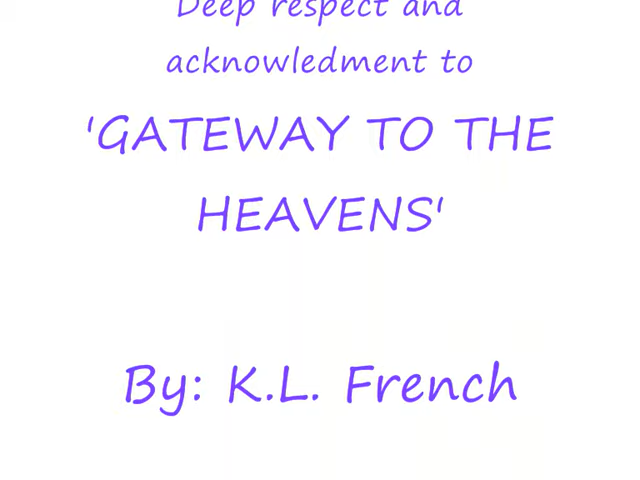 Deep respect and
acknowledment to
'GATEWAY TO THE
HEAVENS'
By: K.L. French